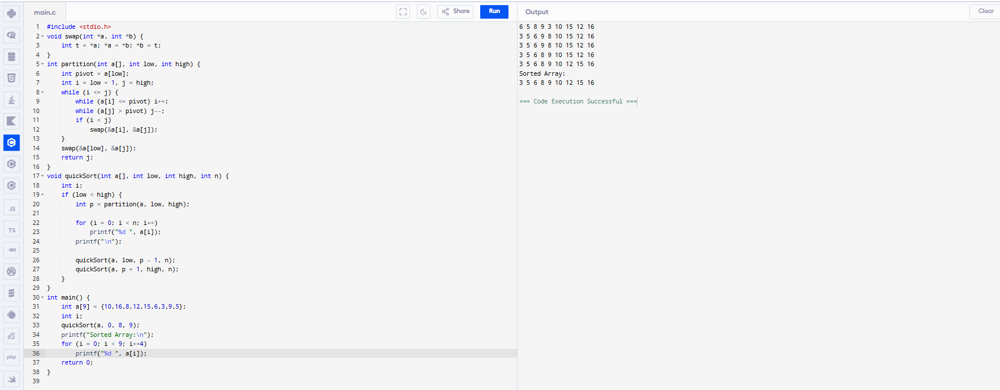 main.c
Share
Run
Output
Clear
1 #include <stdio.h>
2 void swap(int *a, int *b) {
3     int t = *a; *a = *b; *b = t;
4 }
5 int partition(int a[], int low, int high) {
6     int pivot = a[low];
7     int i = low + 1, j = high;
8     while (i <= j) {
9         while (a[i] <= pivot) i++;
10         while (a[j] > pivot) j--;
11         if (i < j)
12             swap(&a[i], &a[j]);
13     }
14     swap(&a[low], &a[j]);
15     return j;
16 }
17 void quickSort(int a[], int low, int high, int n) {
18     int i;
19     if (low < high) {
20         int p = partition(a, low, high);
21
22         for (i = 0; i < n; i++)
23             printf("%d ", a[i]);
24         printf("\n");
25
26         quickSort(a, low, p - 1, n);
27         quickSort(a, p + 1, high, n);
28     }
29 }
30 int main() {
31     int a[9] = {10,16,8,12,15,6,3,9,5};
32     int i;
33     quickSort(a, 0, 8, 9);
34     printf("Sorted Array:\n");
35     for (i = 0; i < 9; i++4)
36         printf("%d ", a[i]);
37     return 0;
38 }
39
6 5 8 9 3 10 15 12 16
3 5 6 9 8 10 15 12 16
3 5 6 9 8 10 15 12 16
3 5 6 8 9 10 15 12 16
3 5 6 8 9 10 12 15 16
Sorted Array:
3 5 6 8 9 10 12 15 16
=== Code Execution Successful ===
JS
TS
GO
php